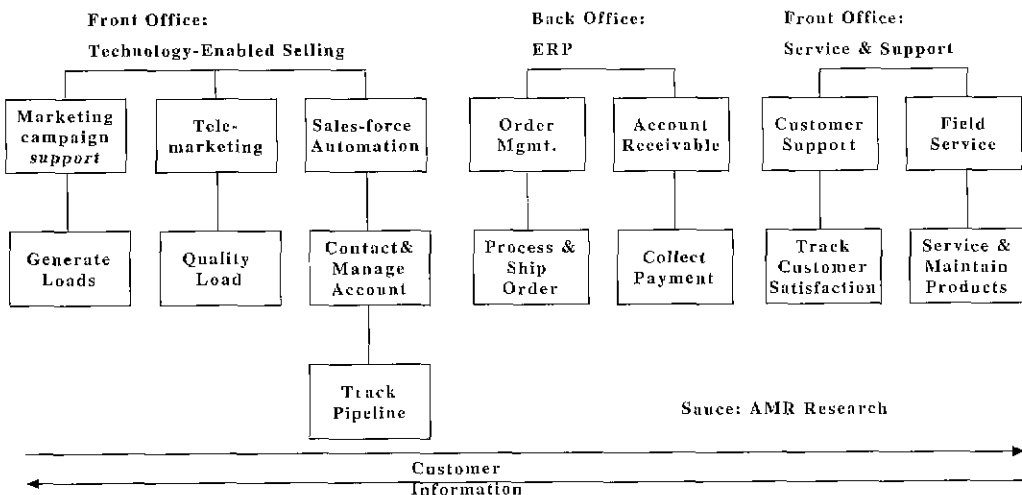 Front Office:
Technology-Enabled Selling
Back Office:
ERP
Front Office:
Service & Support
Marketing
campaign
support
Tele-
marketing
Sales-force
Automation
Order
Mgmt.
Account
Receivable
Customer
Support
Field
Service
Generate
Loads
Quality
Load
Contact&
Manage
Account
Process &
Ship
Order
Collect
Payment
Track
Customer
Satisfaction
Service &
Maintain
Products
Track
Pipeline
Sauce: AMR Research
Customer
Information